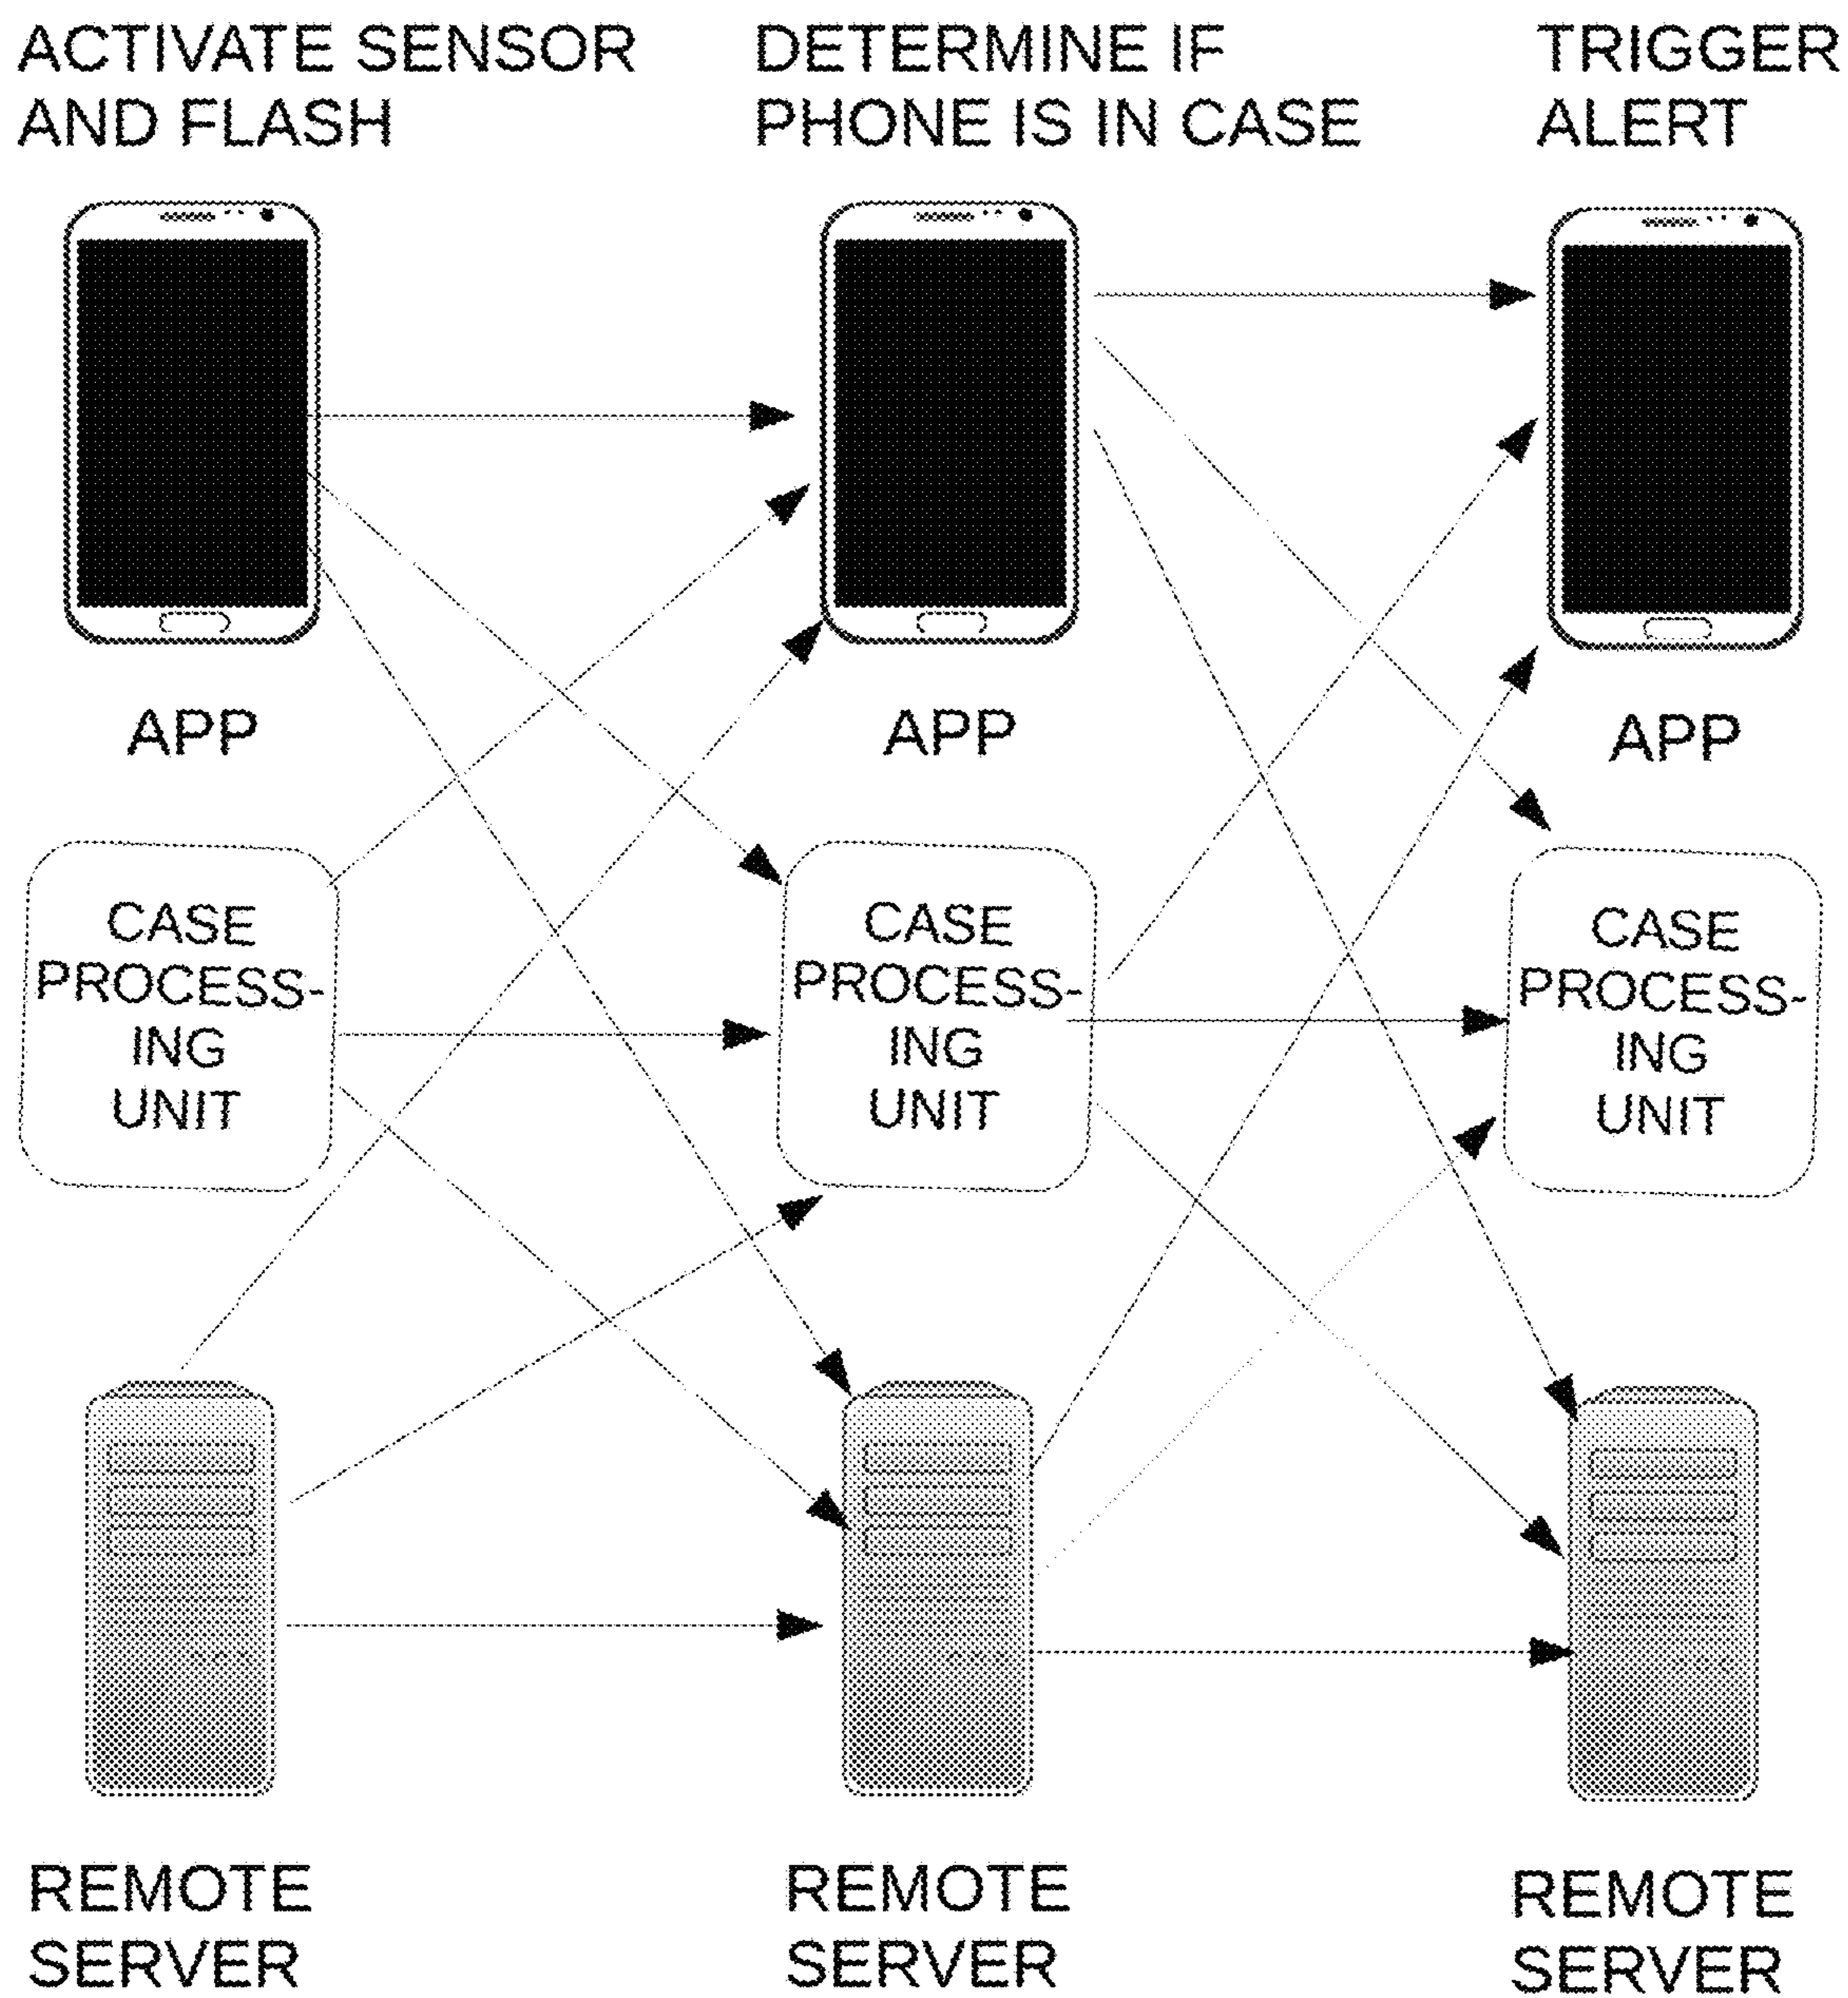 ACTIVATE SENSOR
AND FLASH
DETERMINE IF
PHONE IS IN CASE
TRIGGER
ALERT
APP
APP
APP
CASE
PROCESS-
ING
UNIT
CASE
PROCESS-
ING
UNIT
CASE
PROCESS-
ING
UNIT
REMOTE
SERVER
REMOTE
SERVER
REMOTE
SERVER